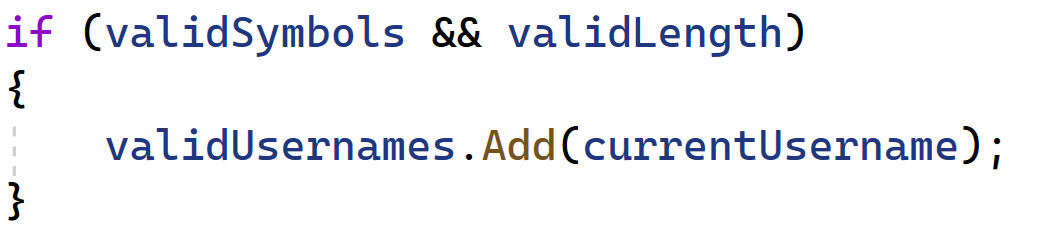 if (validSymbols && validLength)
{
    validUsernames.Add(currentUsername);
}